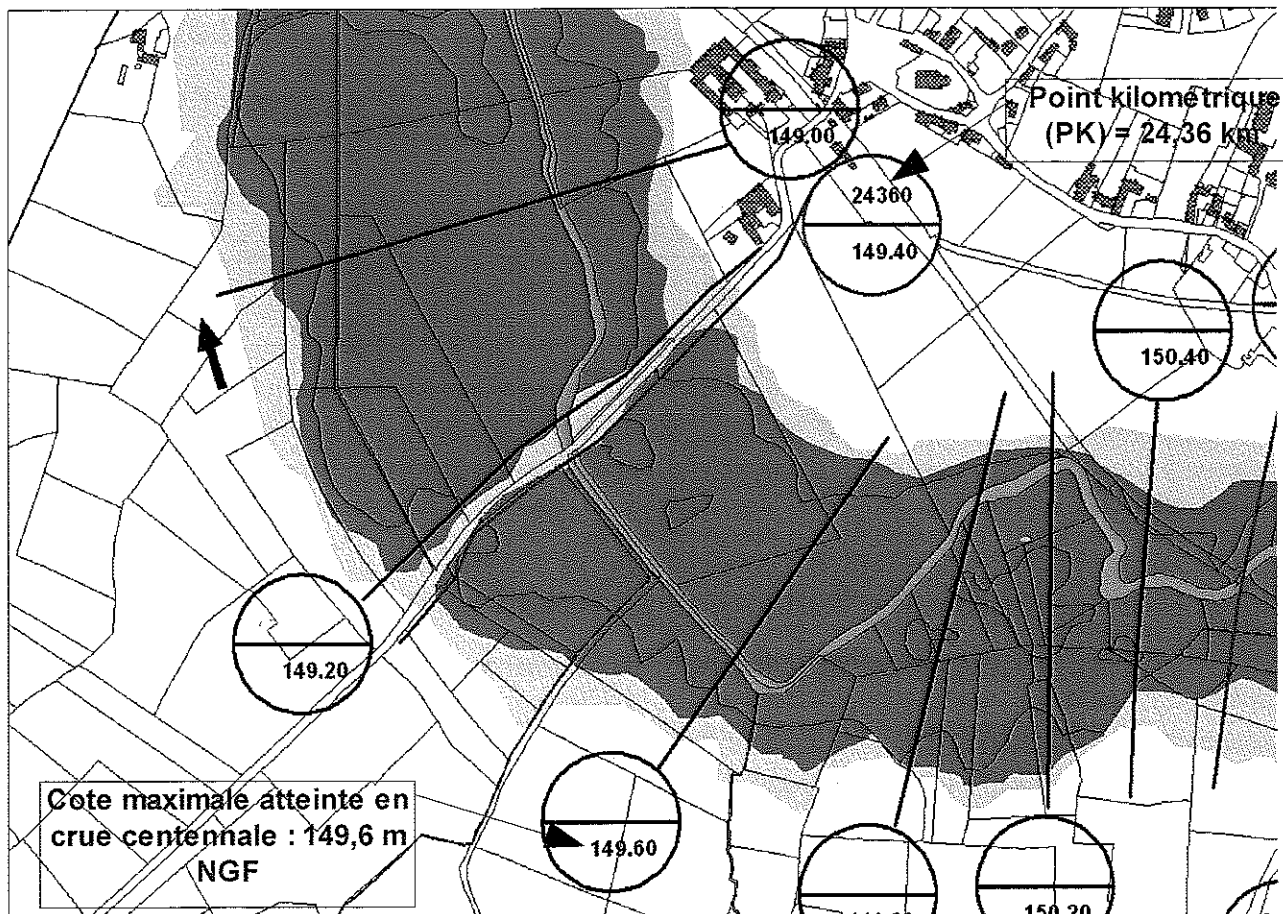 149.00
Point kilométrique
(PK) = 24,36 km
24360
149.40
150.40
149.20
Cote maximale atteinte en
crue centennale : 149,6 m
NGF
149.60
150.20